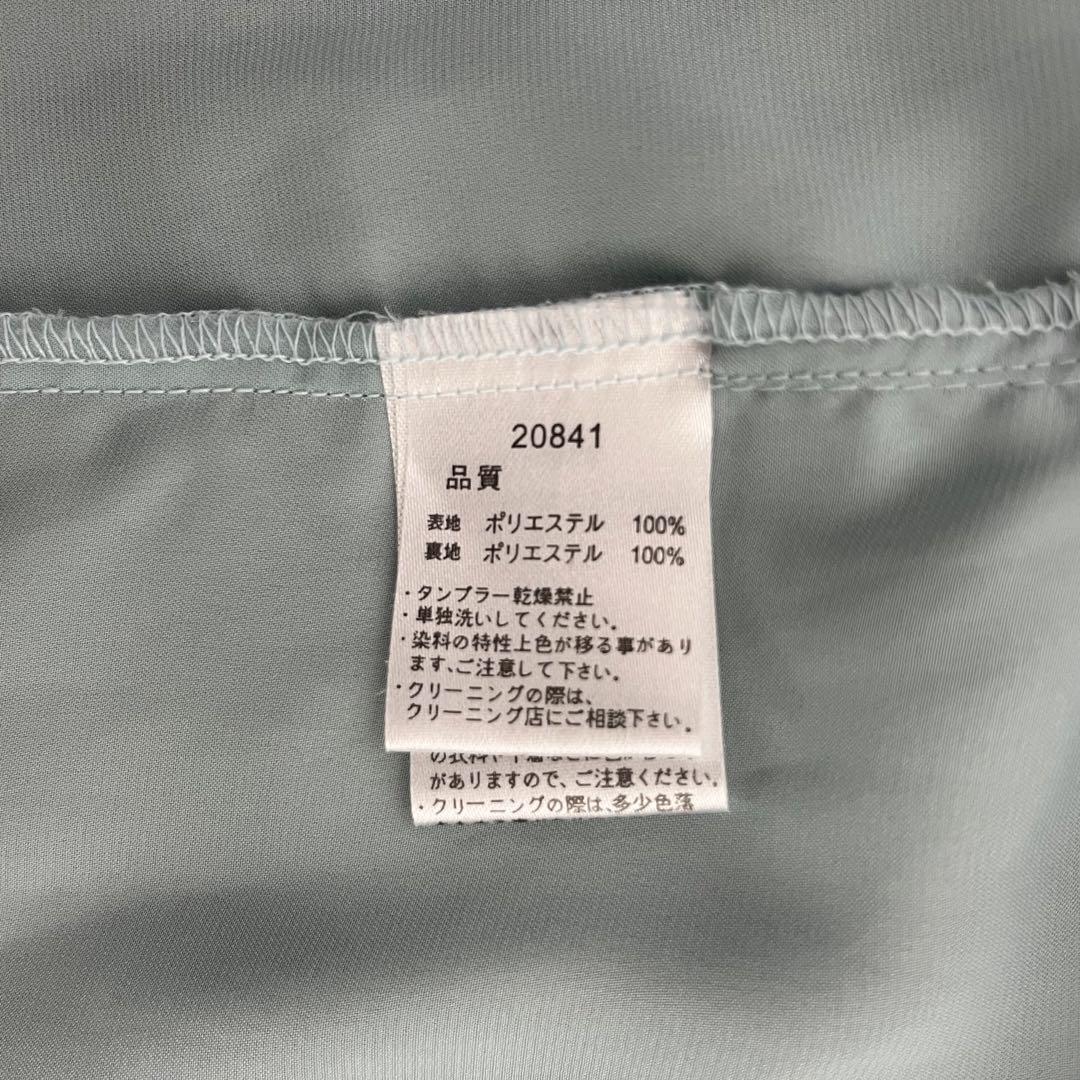 20841
品質
表地 ポリエステル 100%
裏地 ポリエステル 100%
・タンブラー乾燥禁止
・単独洗いしてください。
・染料の特性上色が移る事があり
ます、ご注意して下さい。
・クリーニングの際は、
クリーニング店にご相談下さい。
がありますので、ご注意ください。
・クリーニングの際は、多少色落